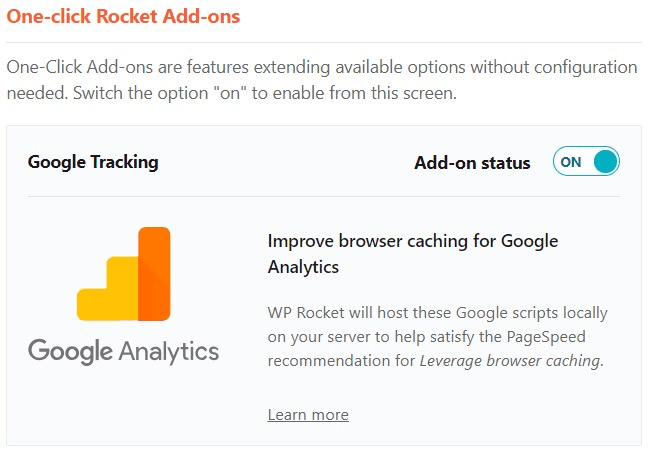 One-click Rocket Add-ons
One-Click Add-ons are features extending available options without configuration
needed. Switch the option "on" to enable from this screen.
Google Tracking
Add-on status
ON
Google Analytics
Improve browser caching for Google
Analytics
WP Rocket will host these Google scripts locally
on your server to help satisfy the PageSpeed
recommendation for Leverage browser caching.
Learn more